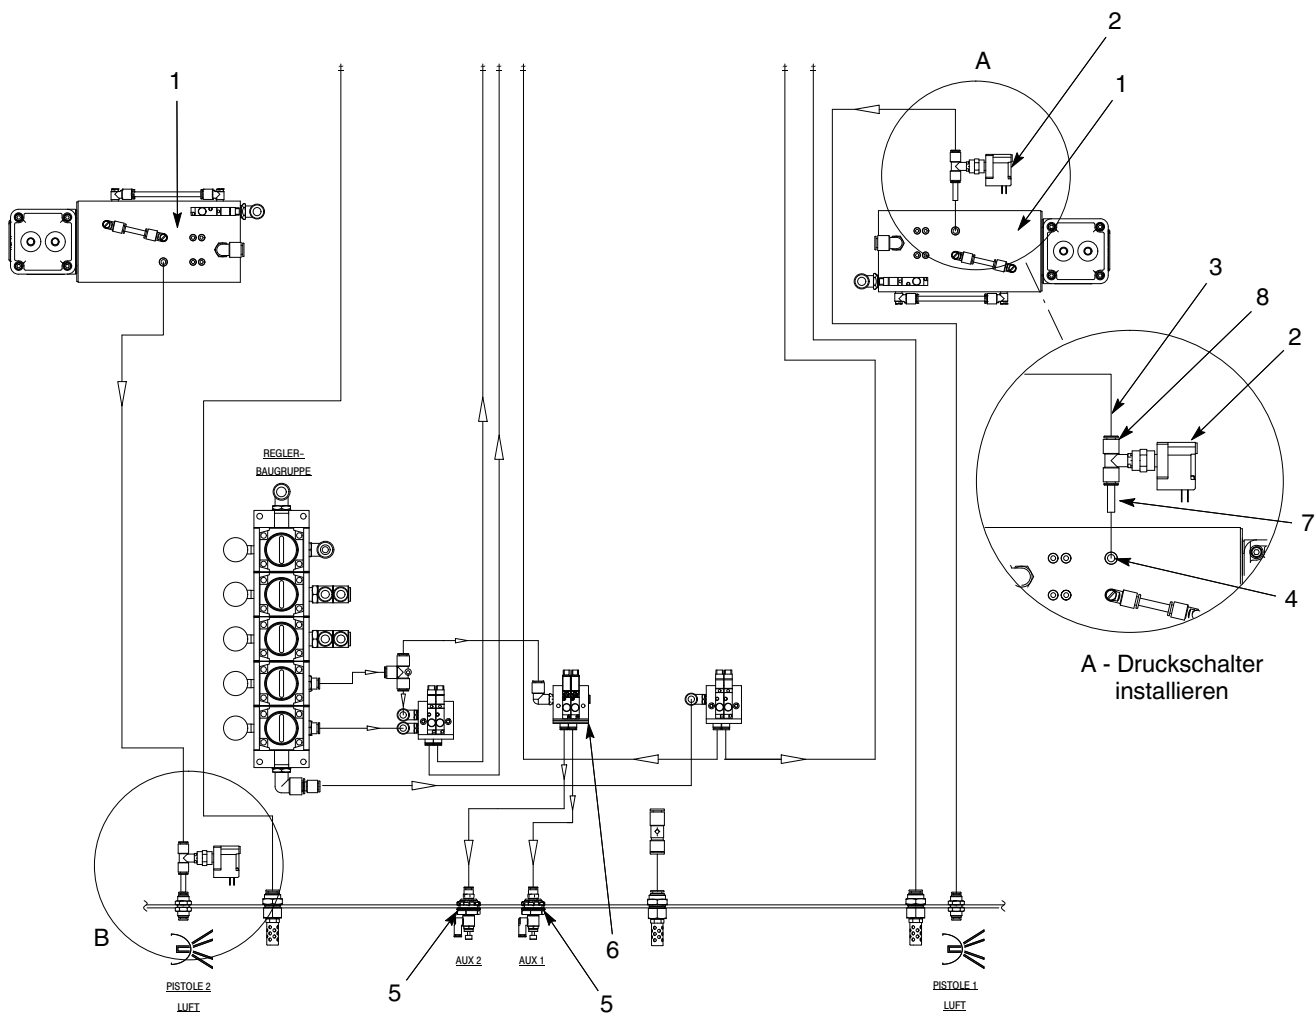 2
A
1
1
3
8
2
REGLER-
BAUGRUPPE
7
4
A - Druckschalter
installieren
B
6
5
5
AUX 2
AUX 1
PISTOLE 2
LUFT
PISTOLE 1
LUFT